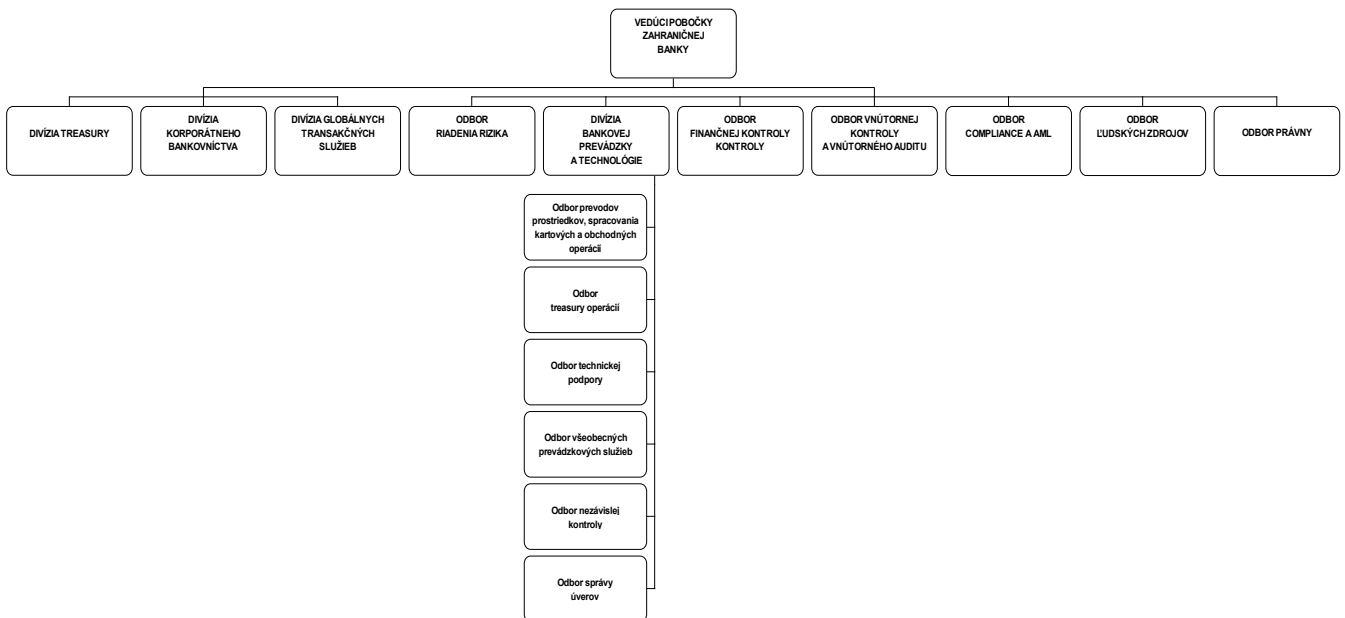 VEDÚCI POBOČKY
ZAHRANIČNEJ
BANKY
DIVÍZIA TREASURY
DIVÍZIA
KORPORÁTNEHO
BANKOVNÍCTVA
DIVÍZIA GLOBÁLNYCH
TRANSAKČNÝCH
SLUŽIEB
ODBOR
RIADENIA RIZIKA
DIVÍZIA
BANKOVEJ
PREVÁDZKY
A TECHNOLÓGIE
ODBOR
FINANČNEJ KONTROLY
KONTROLY
ODBOR VNÚTORNEJ
KONTROLY
A VNÚTORNÉHO AUDITU
ODBOR
COMPLIANCE A AML
ODBOR
ĽUDSKÝCH ZDROJOV
ODBOR PRÁVNY
Odbor prevodov
prostriedkov, spracovania
kartových a obchodných
operácií
Odbor
treasury operácií
Odbor technickej
podpory
Odbor všeobecných
prevádzkových služieb
Odbor nezávislej
kontroly
Odbor správy
úverov